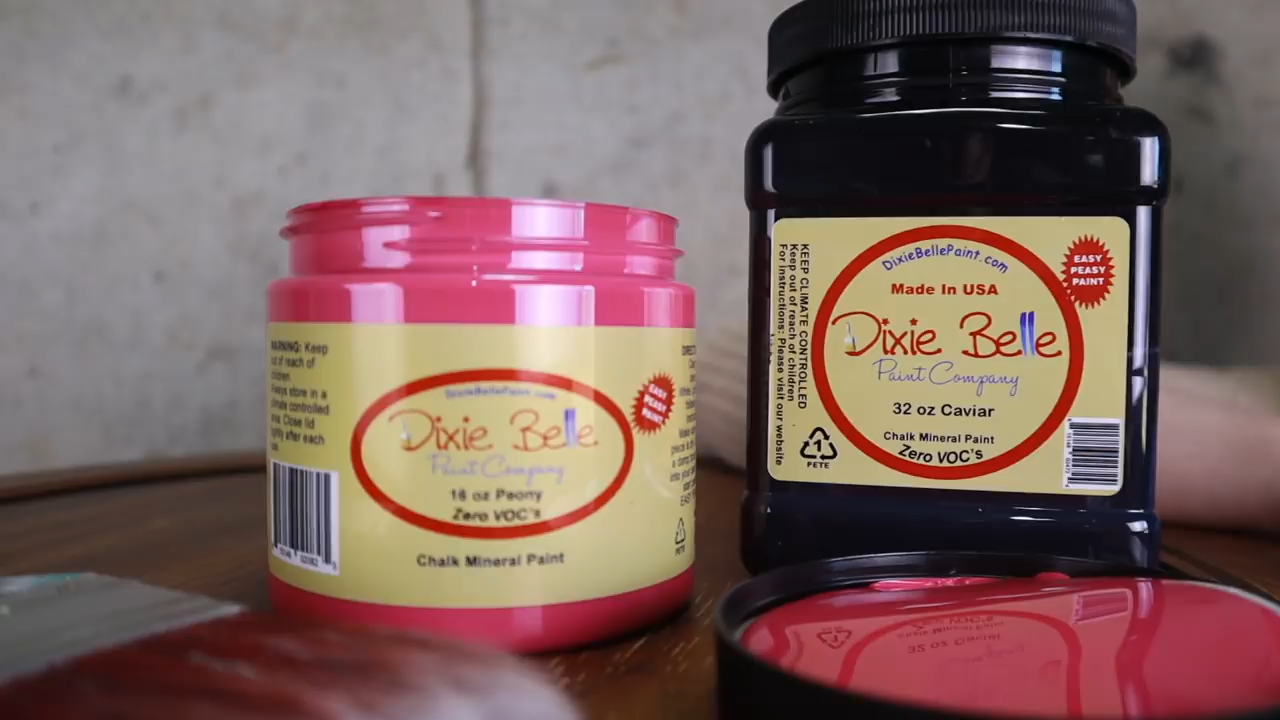 WARNING: Keep
out of reach of
children.
Always store in a
climate controlled
area. Close lid
tightly after each
use.
DixieBellePaint.com
Dixie Belle
Paint Company
16 oz Peony
Zero VOC's
Chalk Mineral Paint
EASY
PEASY
PAINT
KEEP CLIMATE CONTROLLED
Keep out of reach of children
For instructions: Please visit our website
1
PETE
DixieBellePaint.com
Made In USA
Dixie Belle
Paint Company
32 oz Caviar
Chalk Mineral Paint
Zero VOC's
EASY
PEASY
PAINT